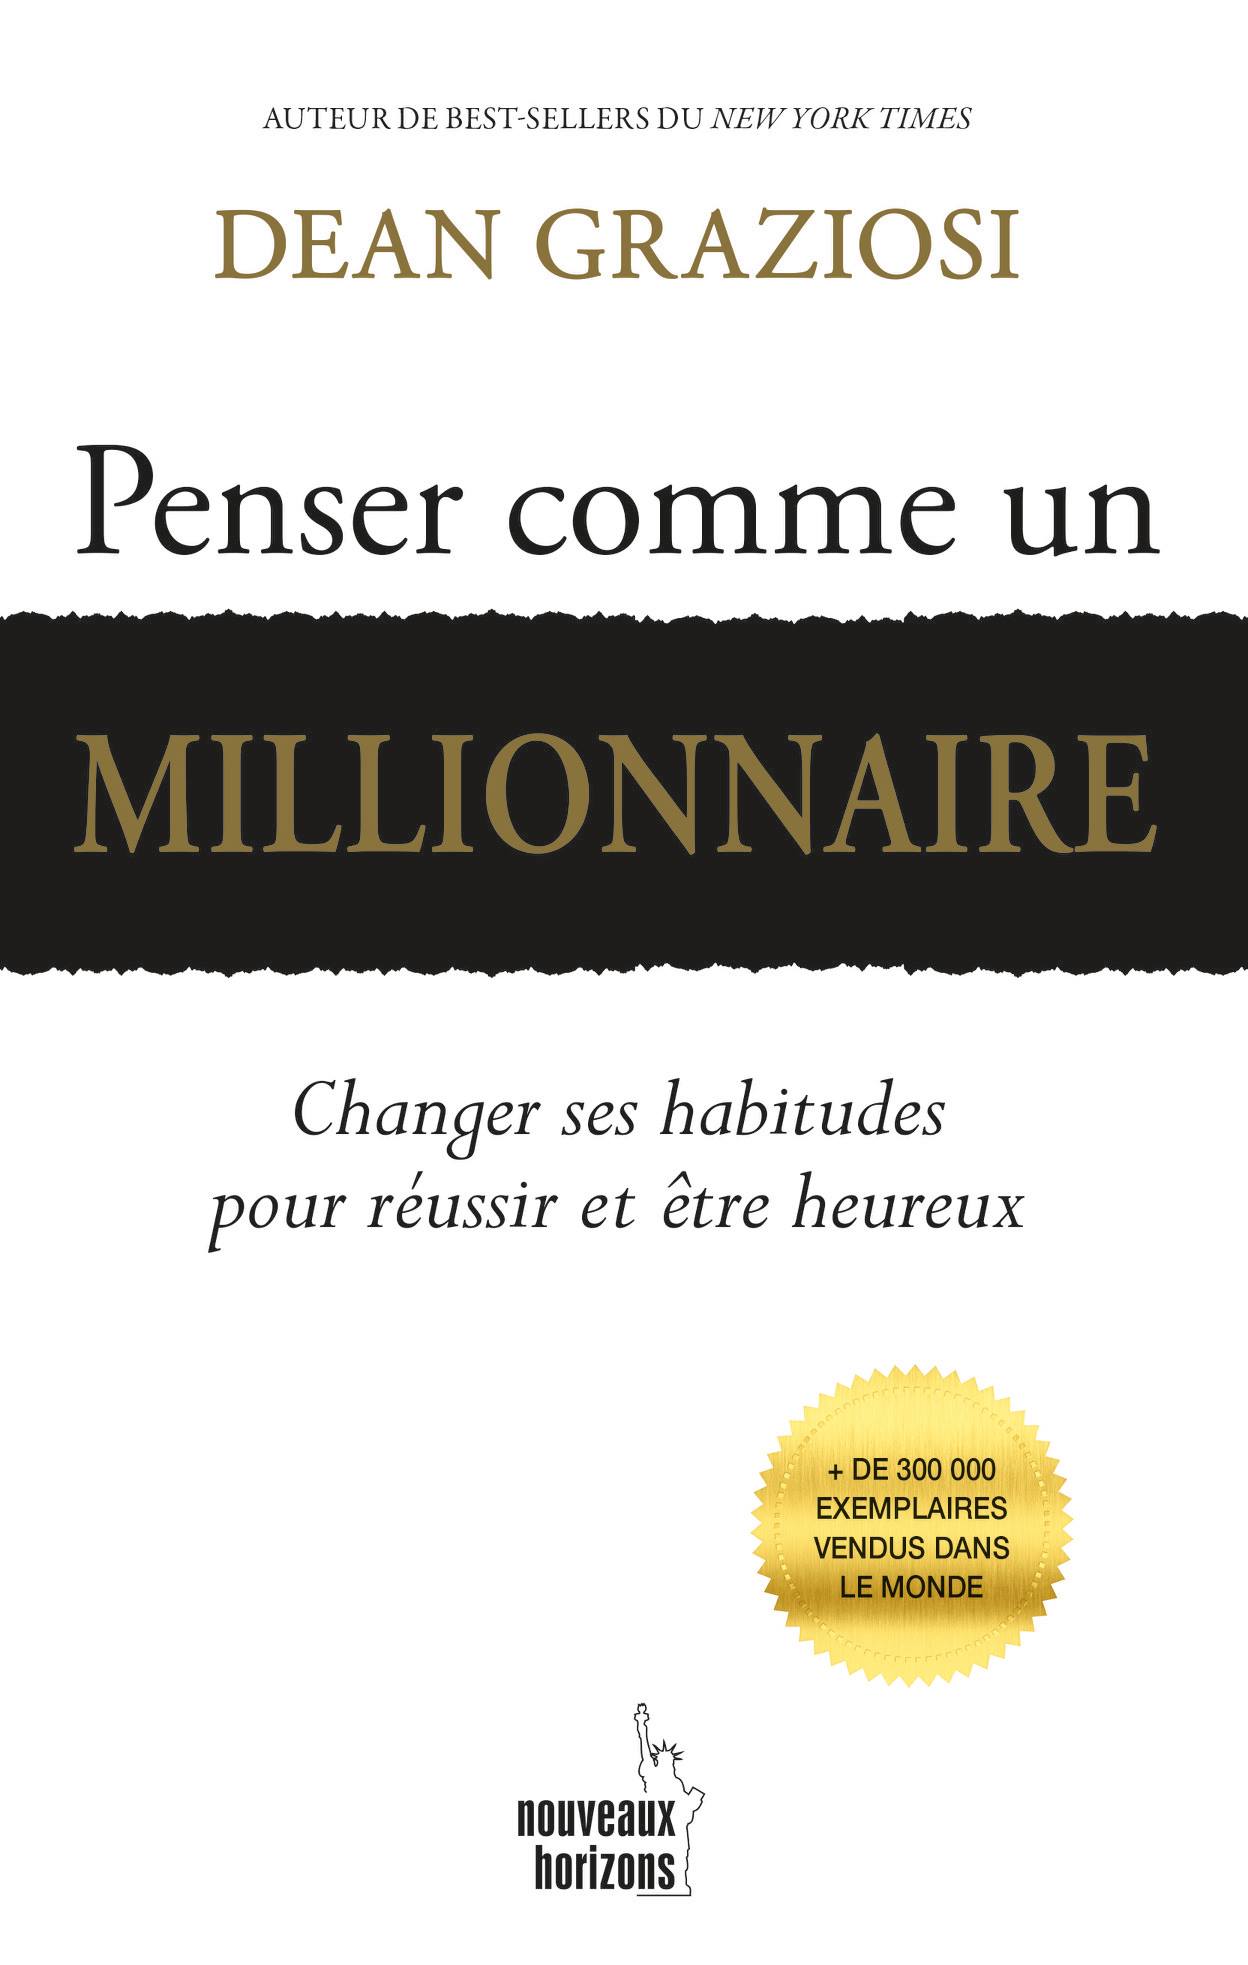 AUTEUR DE BEST-SELLERS DU NEW YORK TIMES
DEAN GRAZIOSI
Penser comme un
MILLIONNAIRE
Changer ses habitudes
pour réussir et être heureux
+ DE 300 000
EXEMPLAIRES
VENDUS DANS
LE MONDE
nouveaux
horizons